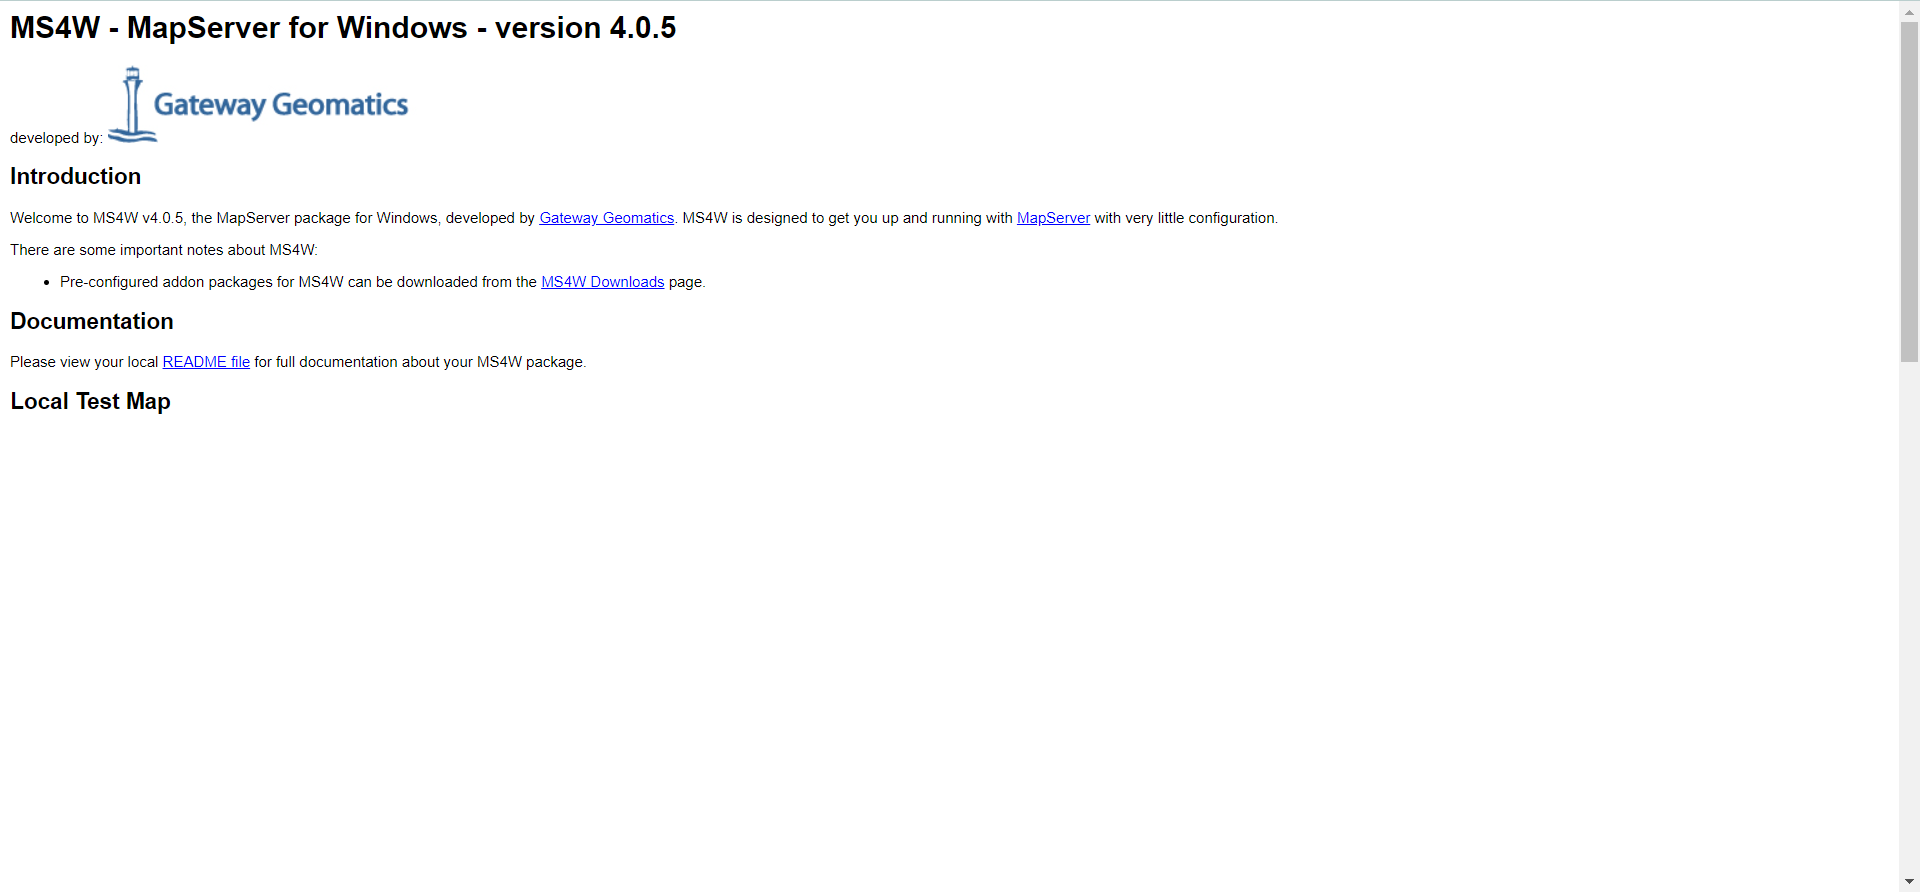 MS4W - MapServer for Windows - version 4.0.5
developed by: Gateway Geomatics
Introduction
Welcome to MS4W v4.0.5, the MapServer package for Windows, developed by Gateway Geomatics. MS4W is designed to get you up and running with MapServer with very little configuration.
There are some important notes about MS4W:
• Pre-configured addon packages for MS4W can be downloaded from the MS4W Downloads page.
Documentation
Please view your local README file for full documentation about your MS4W package.
Local Test Map